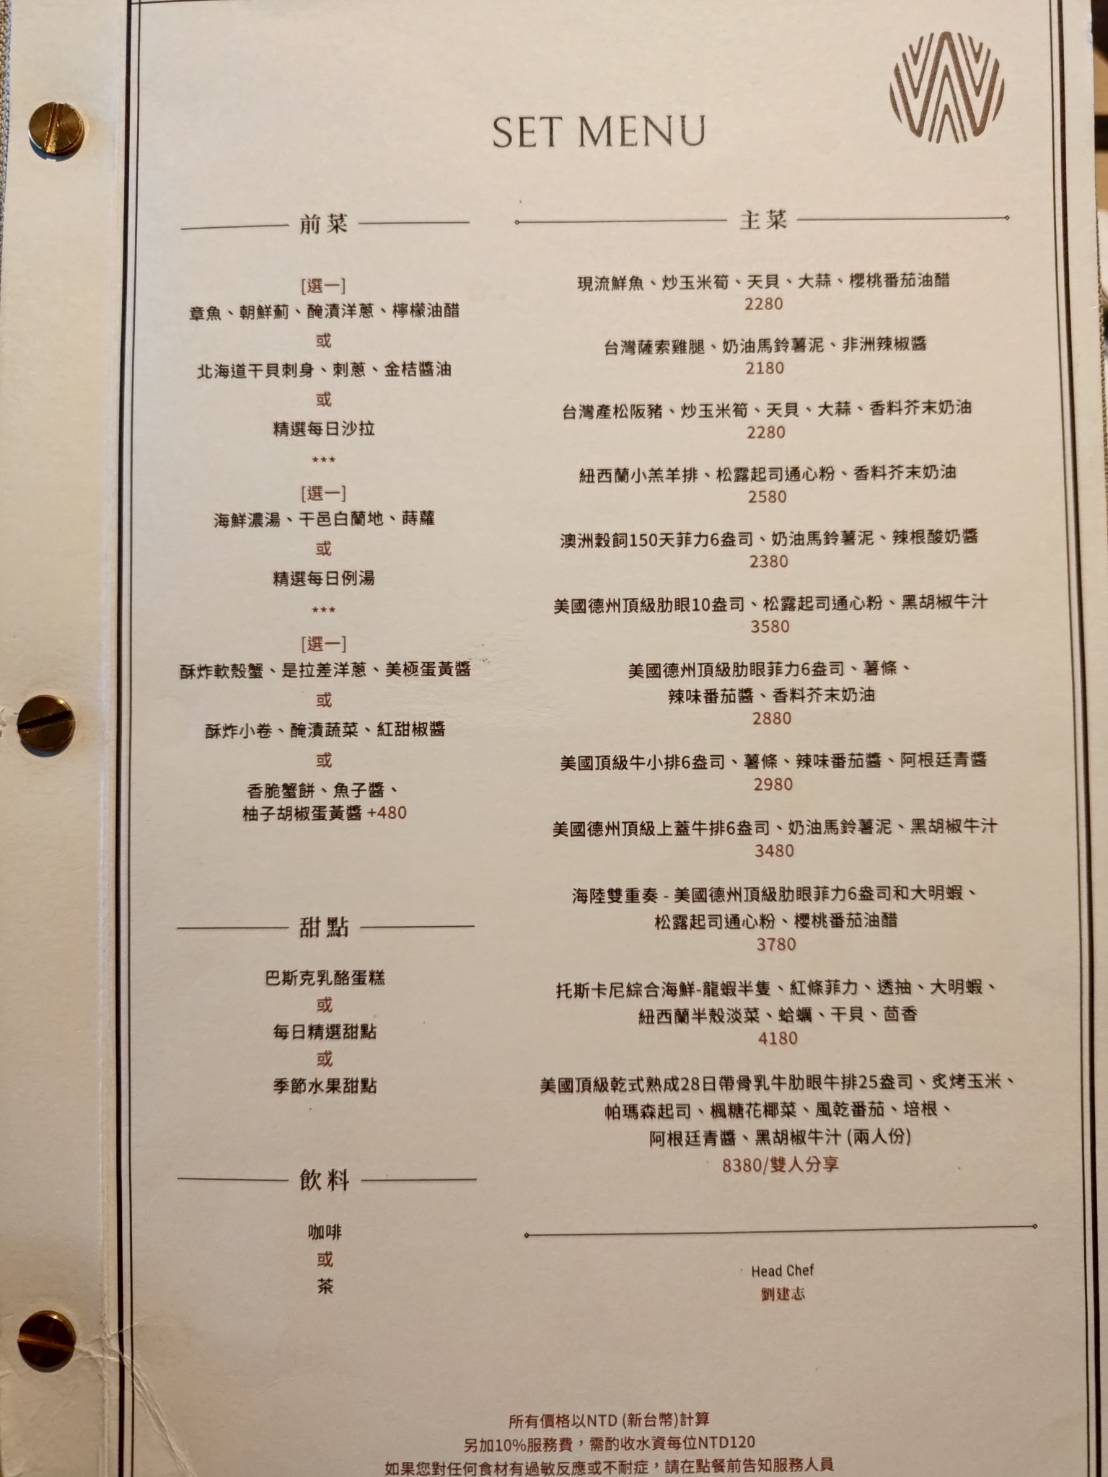 SET MENU
前菜
[選一]
章魚、朝鮮薊、醃漬洋蔥、檸檬油醋
或
北海道干貝刺身、刺蔥、金桔醬油
或
精選每日沙拉
***
[選一]
海鮮濃湯、干邑白蘭地、蒔蘿
或
精選每日例湯
***
[選一]
酥炸軟殼蟹、是拉差洋蔥、美極蛋黃醬
或
酥炸小卷、醃漬蔬菜、紅甜椒醬
或
香脆蟹餅、魚子醬、
柚子胡椒蛋黃醬 +480
甜點
巴斯克乳酪蛋糕
或
每日精選甜點
或
季節水果甜點
飲料
咖啡
或
茶
主菜
現流鮮魚、炒玉米筍、天貝、大蒜、櫻桃番茄油醋
2280
台灣薩索雞腿、奶油馬鈴薯泥、非洲辣椒醬
2180
台灣產松阪豬、炒玉米筍、天貝、大蒜、香料芥末奶油
2280
紐西蘭小羔羊排、松露起司通心粉、香料芥末奶油
2580
澳洲穀飼150天菲力6盎司、奶油馬鈴薯泥、辣根酸奶醬
2380
美國德州頂級肋眼10盎司、松露起司通心粉、黑胡椒牛汁
3580
美國德州頂級肋眼菲力6盎司、薯條、
辣味番茄醬、香料芥末奶油
2880
美國頂級牛小排6盎司、薯條、辣味番茄醬、阿根廷青醬
2980
美國德州頂級上蓋牛排6盎司、奶油馬鈴薯泥、黑胡椒牛汁
3480
海陸雙重奏 - 美國德州頂級肋眼菲力6盎司和大明蝦、
松露起司通心粉、櫻桃番茄油醋
3780
托斯卡尼綜合海鮮-龍蝦半隻、紅條菲力、透抽、大明蝦、
紐西蘭半殼淡菜、蛤蠣、干貝、茴香
4180
美國頂級乾式熟成28日帶骨乳牛肋眼牛排25盎司、炙烤玉米、
帕瑪森起司、楓糖花椰菜、風乾番茄、培根、
阿根廷青醬、黑胡椒牛汁 (兩人份)
8380/雙人分享
Head Chef
劉建志
所有價格以NTD (新台幣)計算
另加10%服務費，需酌收水資每位NTD120
如果您對任何食材有過敏反應或不耐症，請在點餐前告知服務人員